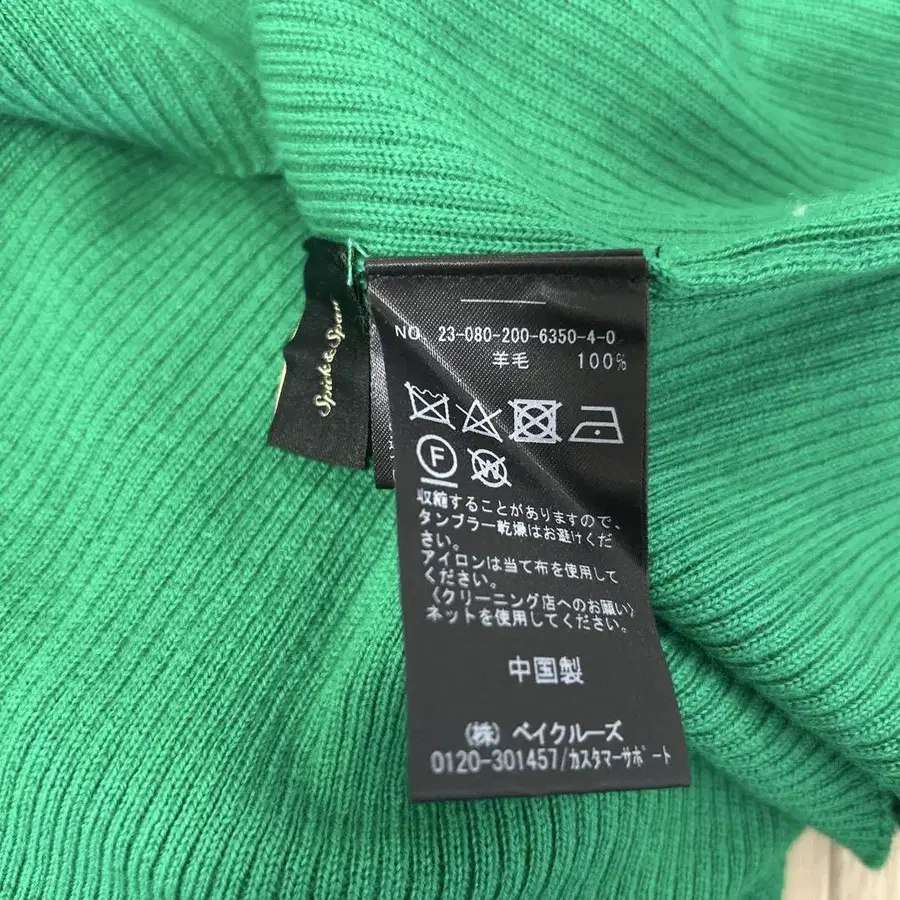 Spick & Span
NO 23-080-200-6350-4-0
羊毛 100%
F
W
収縮することがありますので、
タンブラー乾燥はお避けくだ
さい。
アイロンは当て布を使用して
ください。
〈クリーニング店へのお願い〉
ネットを使用してください。
中国製
(株) ベイクルーズ
0120-301457/カスタマーサポート